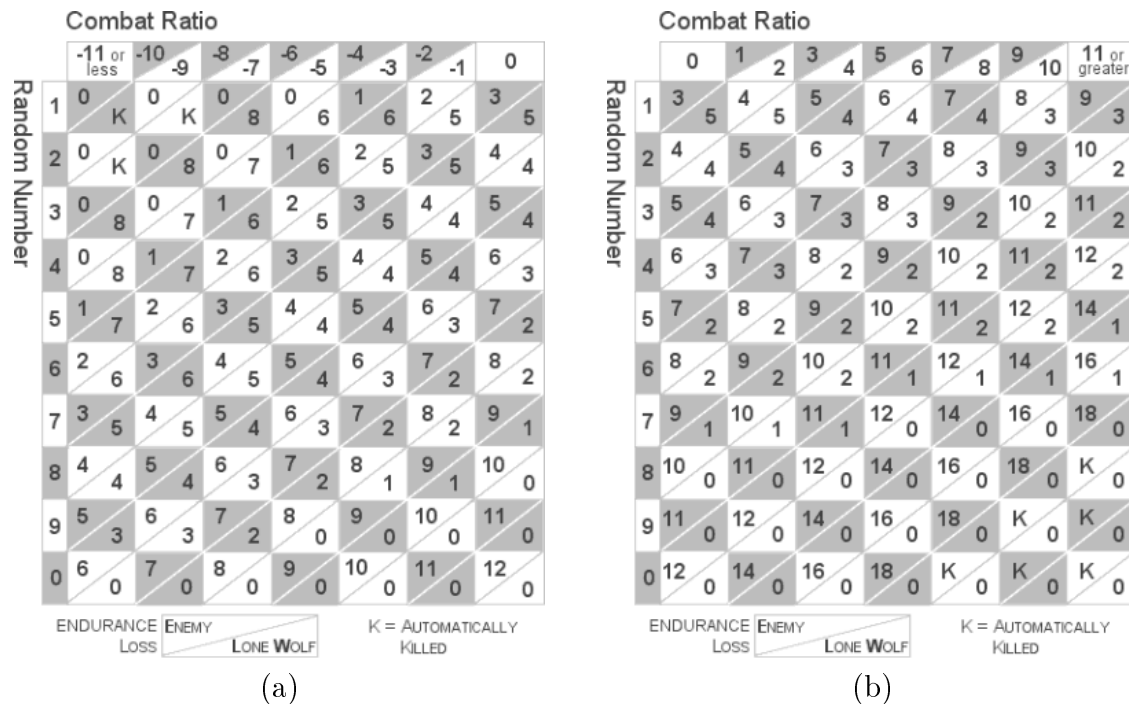 Combat Ratio
-11 or less -10 -9 -8 -7 -6 -5 -4 -3 -2 -1 0
Random Number
1 0 K 0 K 0 8 0 6 1 6 2 5 3 5
2 0 K 0 8 0 7 1 6 2 5 3 5 4 4
3 0 8 0 7 1 6 2 5 3 5 4 4 5 4
4 0 8 1 7 2 6 3 5 4 4 5 4 6 3
5 1 7 2 6 3 5 4 4 5 4 6 3 7 2
6 2 6 3 6 4 5 5 4 6 3 7 2 8 2
7 3 5 4 5 5 4 6 3 7 2 8 2 9 1
8 4 4 5 4 6 3 7 2 8 1 9 1 10 0
9 5 3 6 3 7 2 8 0 9 0 10 0 11 0
0 6 0 7 0 8 0 9 0 10 0 11 0 12 0
ENDURANCE ENEMY K = AUTOMATICALLY
LOSS LONE WOLF KILLED
(a)
Combat Ratio
0 1 2 3 4 5 6 7 8 9 10 11 or greater
Random Number
1 3 5 4 5 5 4 6 4 7 4 8 3 9 3
2 4 4 5 4 6 3 7 3 8 3 9 3 10 2
3 5 4 6 3 7 3 8 3 9 2 10 2 11 2
4 6 3 7 3 8 2 9 2 10 2 11 2 12 2
5 7 2 8 2 9 2 10 2 11 2 12 2 14 1
6 8 2 9 2 10 2 11 1 12 1 14 1 16 1
7 9 1 10 1 11 1 12 0 14 0 16 0 18 0
8 10 0 11 0 12 0 14 0 16 0 18 0 K 0
9 11 0 12 0 14 0 16 0 18 0 K 0 K 0
0 12 0 14 0 16 0 18 0 K 0 K 0 K 0
ENDURANCE ENEMY K = AUTOMATICALLY
LOSS LONE WOLF KILLED
(b)